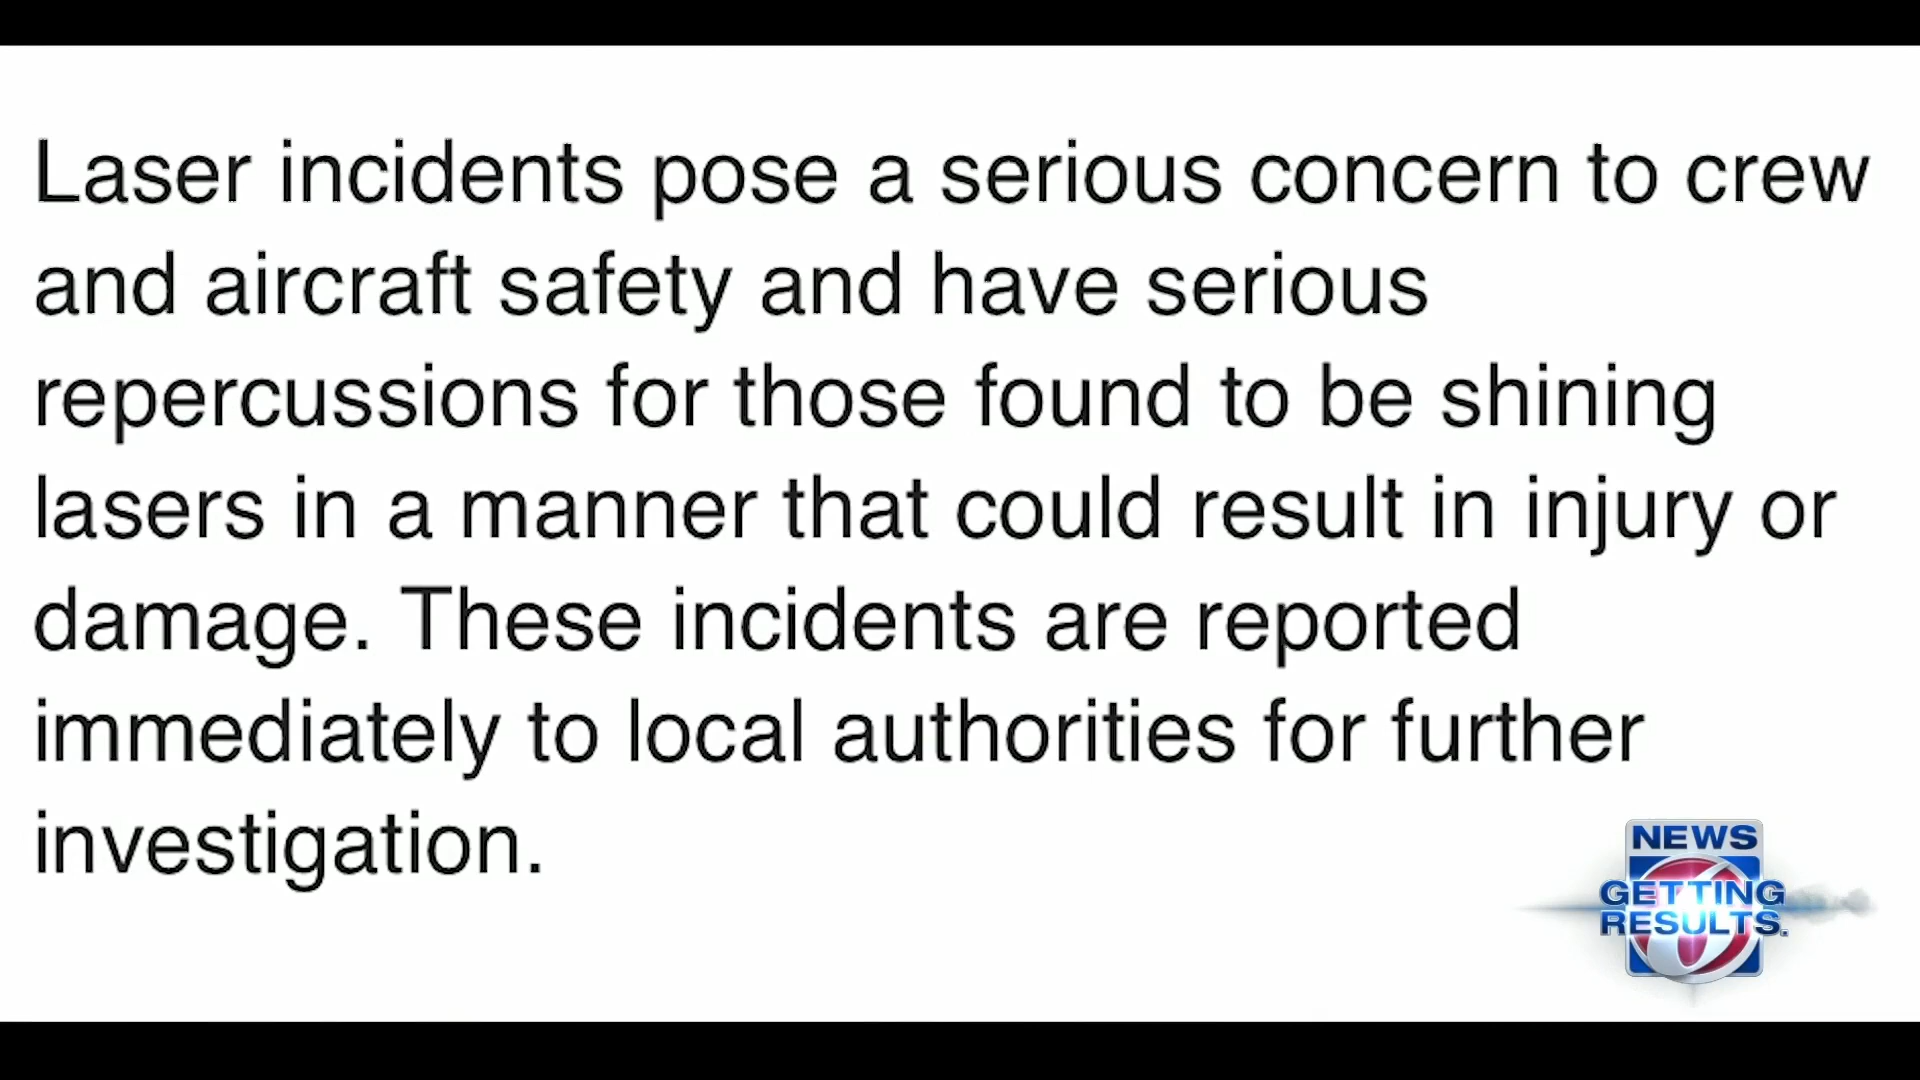 Laser incidents pose a serious concern to crew
and aircraft safety and have serious
repercussions for those found to be shining
lasers in a manner that could result in injury or
damage. These incidents are reported
immediately to local authorities for further
investigation.
NEWS
6
GETTING
RESULTS.